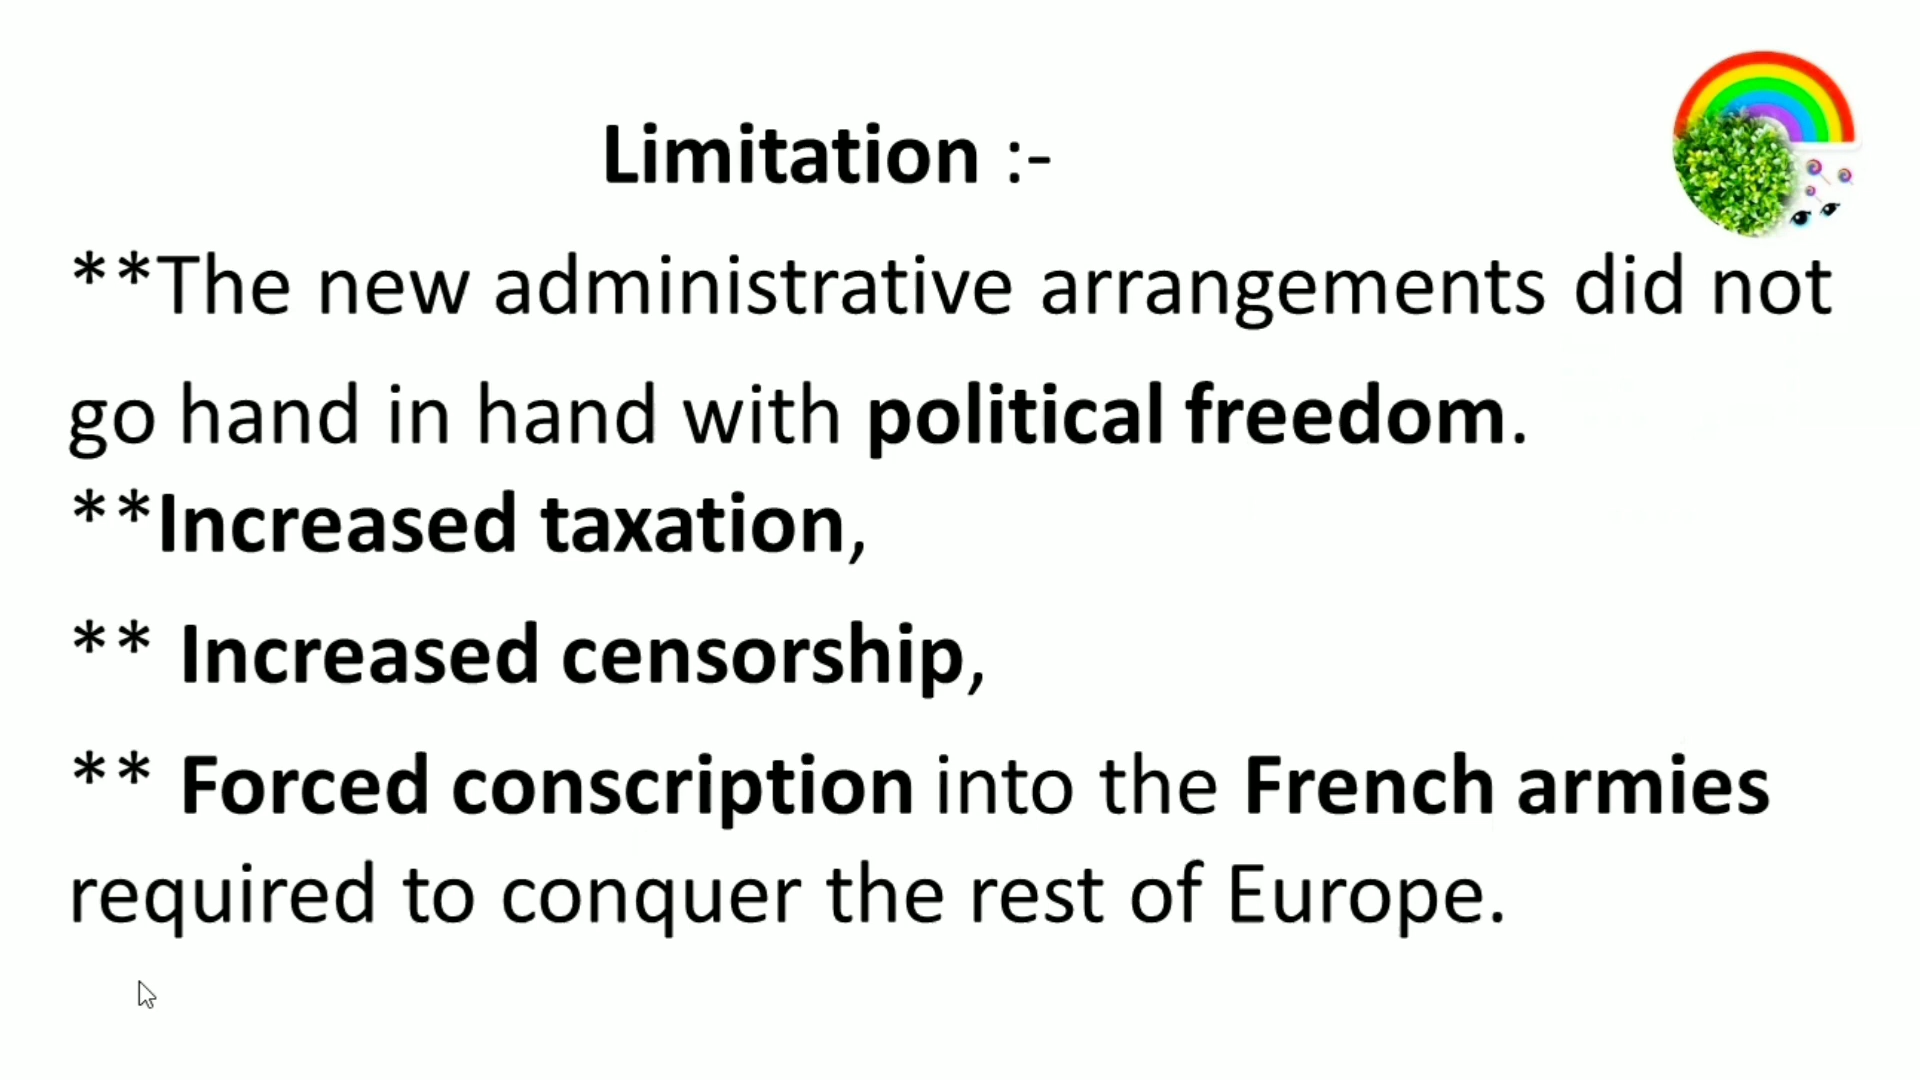 Limitation :-
**The new administrative arrangements did not
go hand in hand with political freedom.
**Increased taxation,
** Increased censorship,
** Forced conscription into the French armies
required to conquer the rest of Europe.